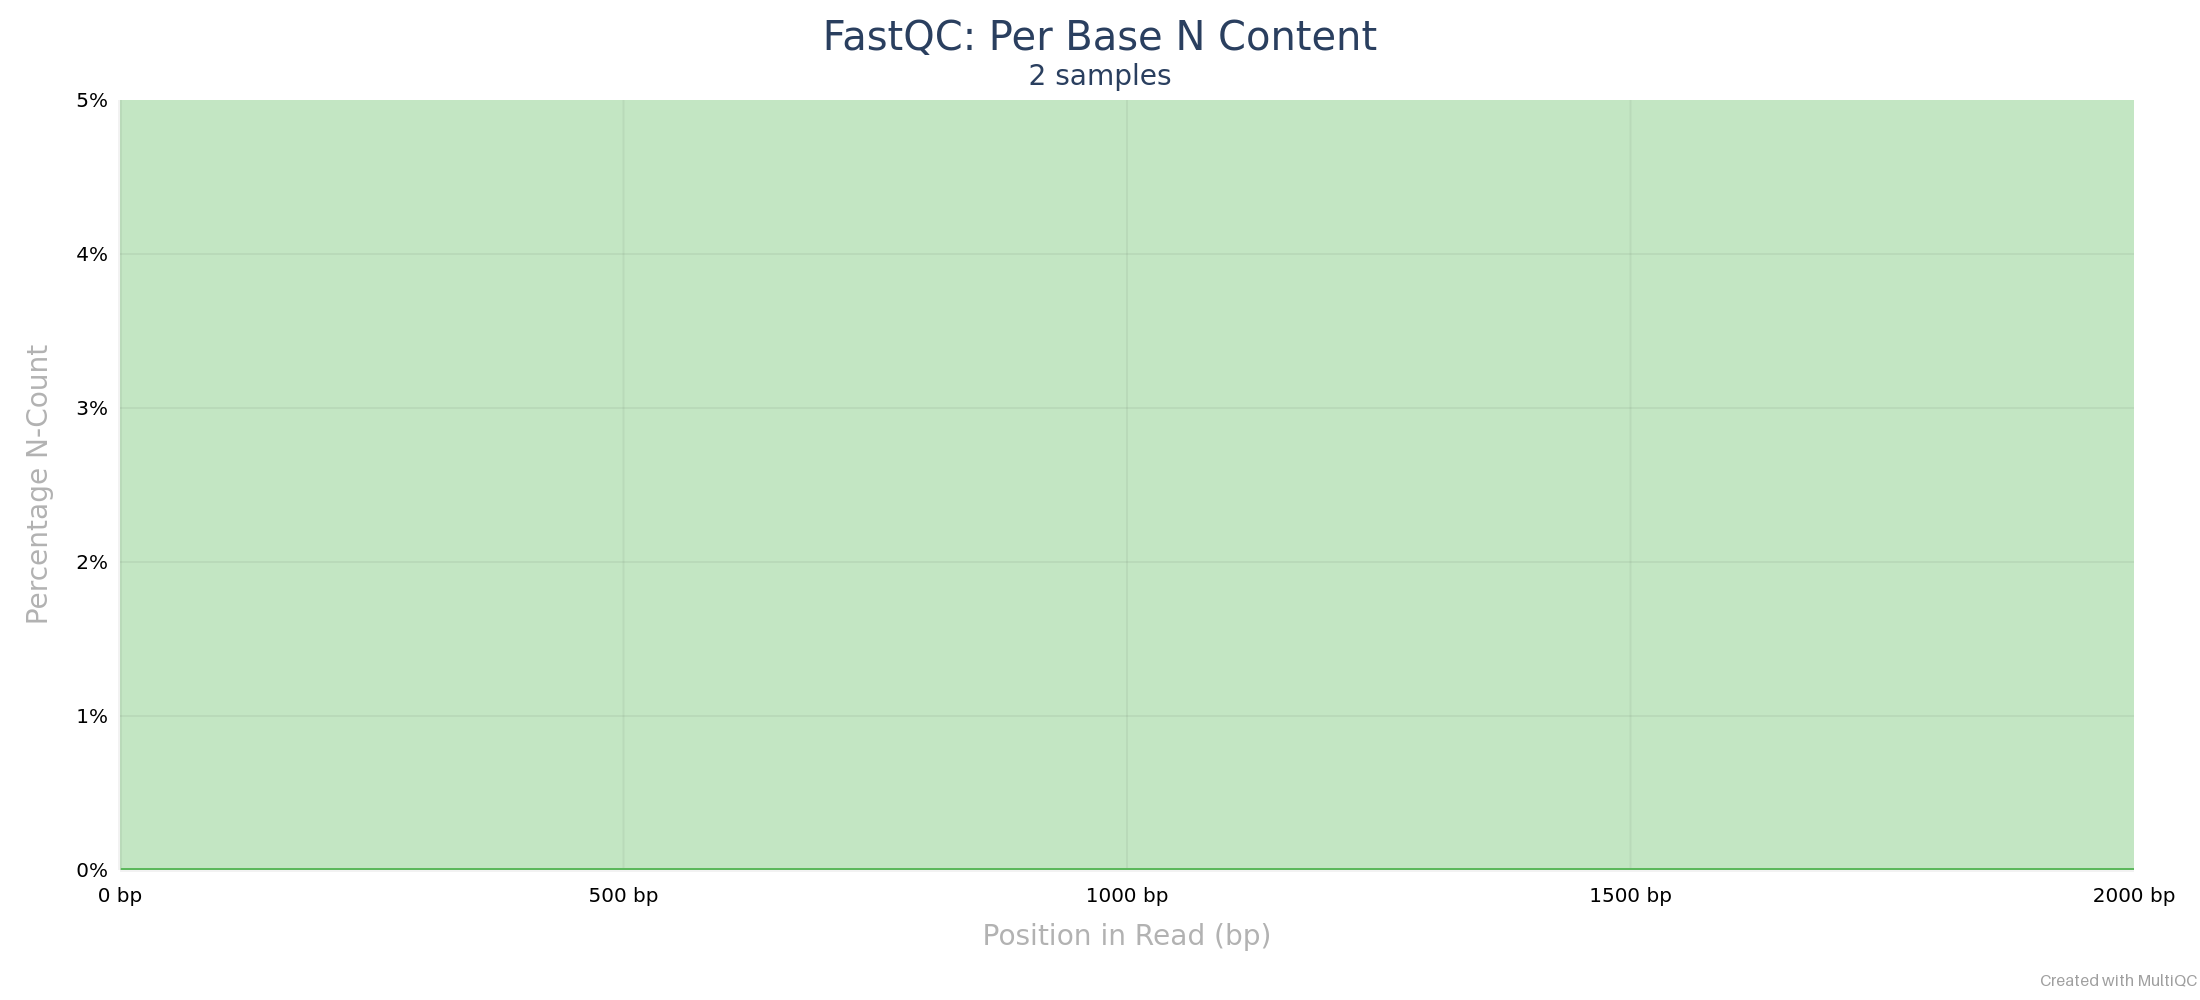 FastQC: Per Base N Content
2 samples
5%
4%
3%
2%
1%
0%
Percentage N-Count
0 bp
500 bp
1000 bp
1500 bp
2000 bp
Position in Read (bp)
Created with MultiQC